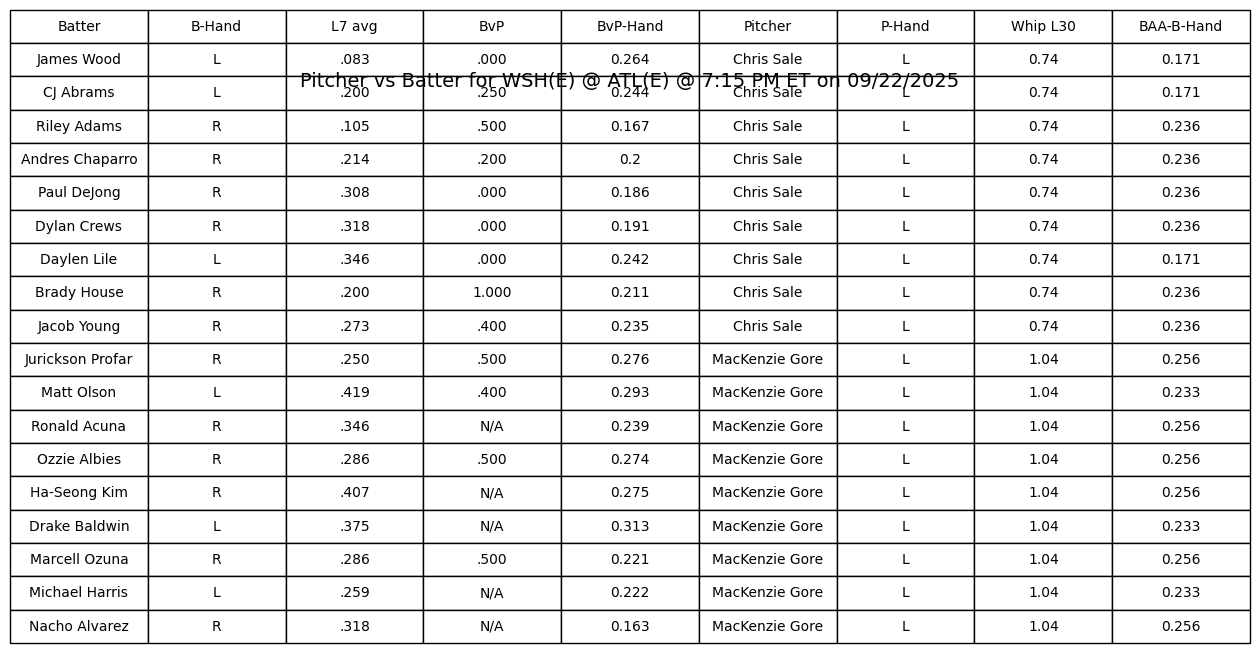 Batter B-Hand L7 avg BvP BvP-Hand Pitcher P-Hand Whip L30 BAA-B-Hand
James Wood L .083 .000 0.264 Chris Sale L 0.74 0.171
Pitcher vs Batter for WSH(E) @ ATL(E) @ 7:15 PM ET on 09/22/2025
CJ Abrams L .200 .250 0.244 Chris Sale L 0.74 0.171
Riley Adams R .105 .500 0.167 Chris Sale L 0.74 0.236
Andres Chaparro R .214 .200 0.2 Chris Sale L 0.74 0.236
Paul DeJong R .308 .000 0.186 Chris Sale L 0.74 0.236
Dylan Crews R .318 .000 0.191 Chris Sale L 0.74 0.236
Daylen Lile L .346 .000 0.242 Chris Sale L 0.74 0.171
Brady House R .200 1.000 0.211 Chris Sale L 0.74 0.236
Jacob Young R .273 .400 0.235 Chris Sale L 0.74 0.236
Jurickson Profar R .250 .500 0.276 MacKenzie Gore L 1.04 0.256
Matt Olson L .419 .400 0.293 MacKenzie Gore L 1.04 0.233
Ronald Acuna R .346 N/A 0.239 MacKenzie Gore L 1.04 0.256
Ozzie Albies R .286 .500 0.274 MacKenzie Gore L 1.04 0.256
Ha-Seong Kim R .407 N/A 0.275 MacKenzie Gore L 1.04 0.256
Drake Baldwin L .375 N/A 0.313 MacKenzie Gore L 1.04 0.233
Marcell Ozuna R .286 .500 0.221 MacKenzie Gore L 1.04 0.256
Michael Harris L .259 N/A 0.222 MacKenzie Gore L 1.04 0.233
Nacho Alvarez R .318 N/A 0.163 MacKenzie Gore L 1.04 0.256